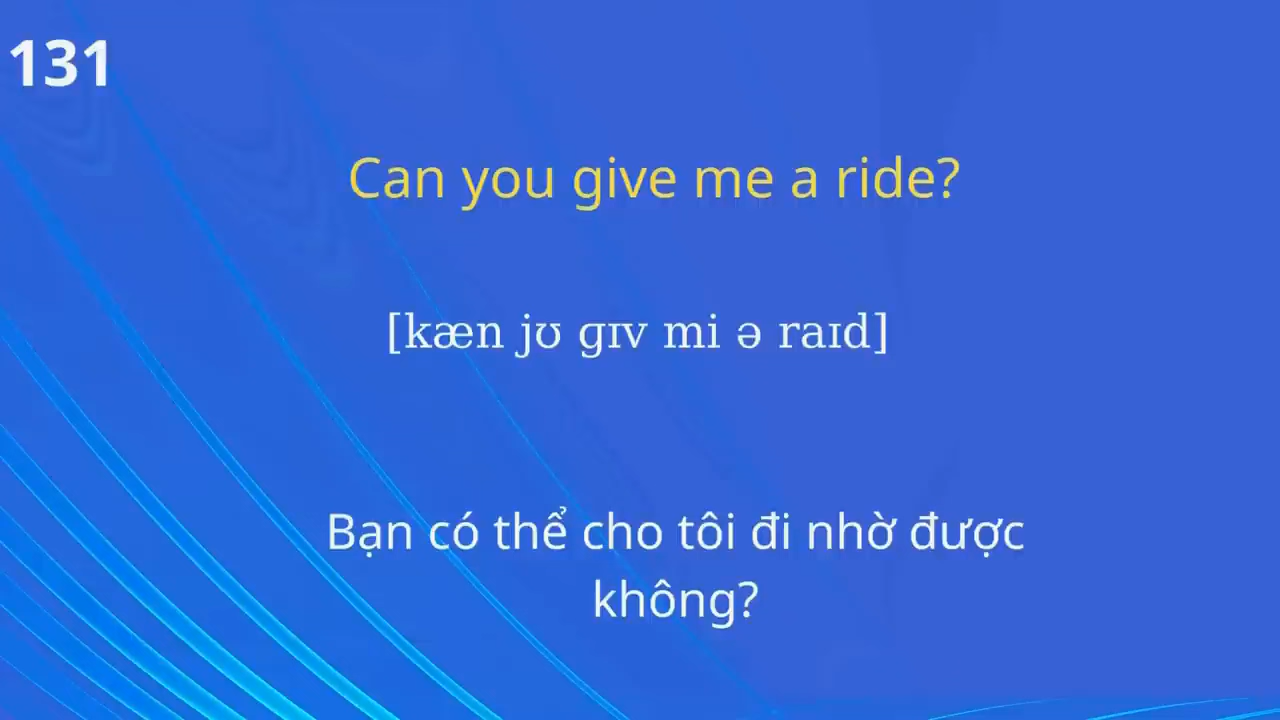 131
Can you give me a ride?
[kæn jʊ gɪv mi ə raɪd]
Bạn có thể cho tôi đi nhờ được
không?